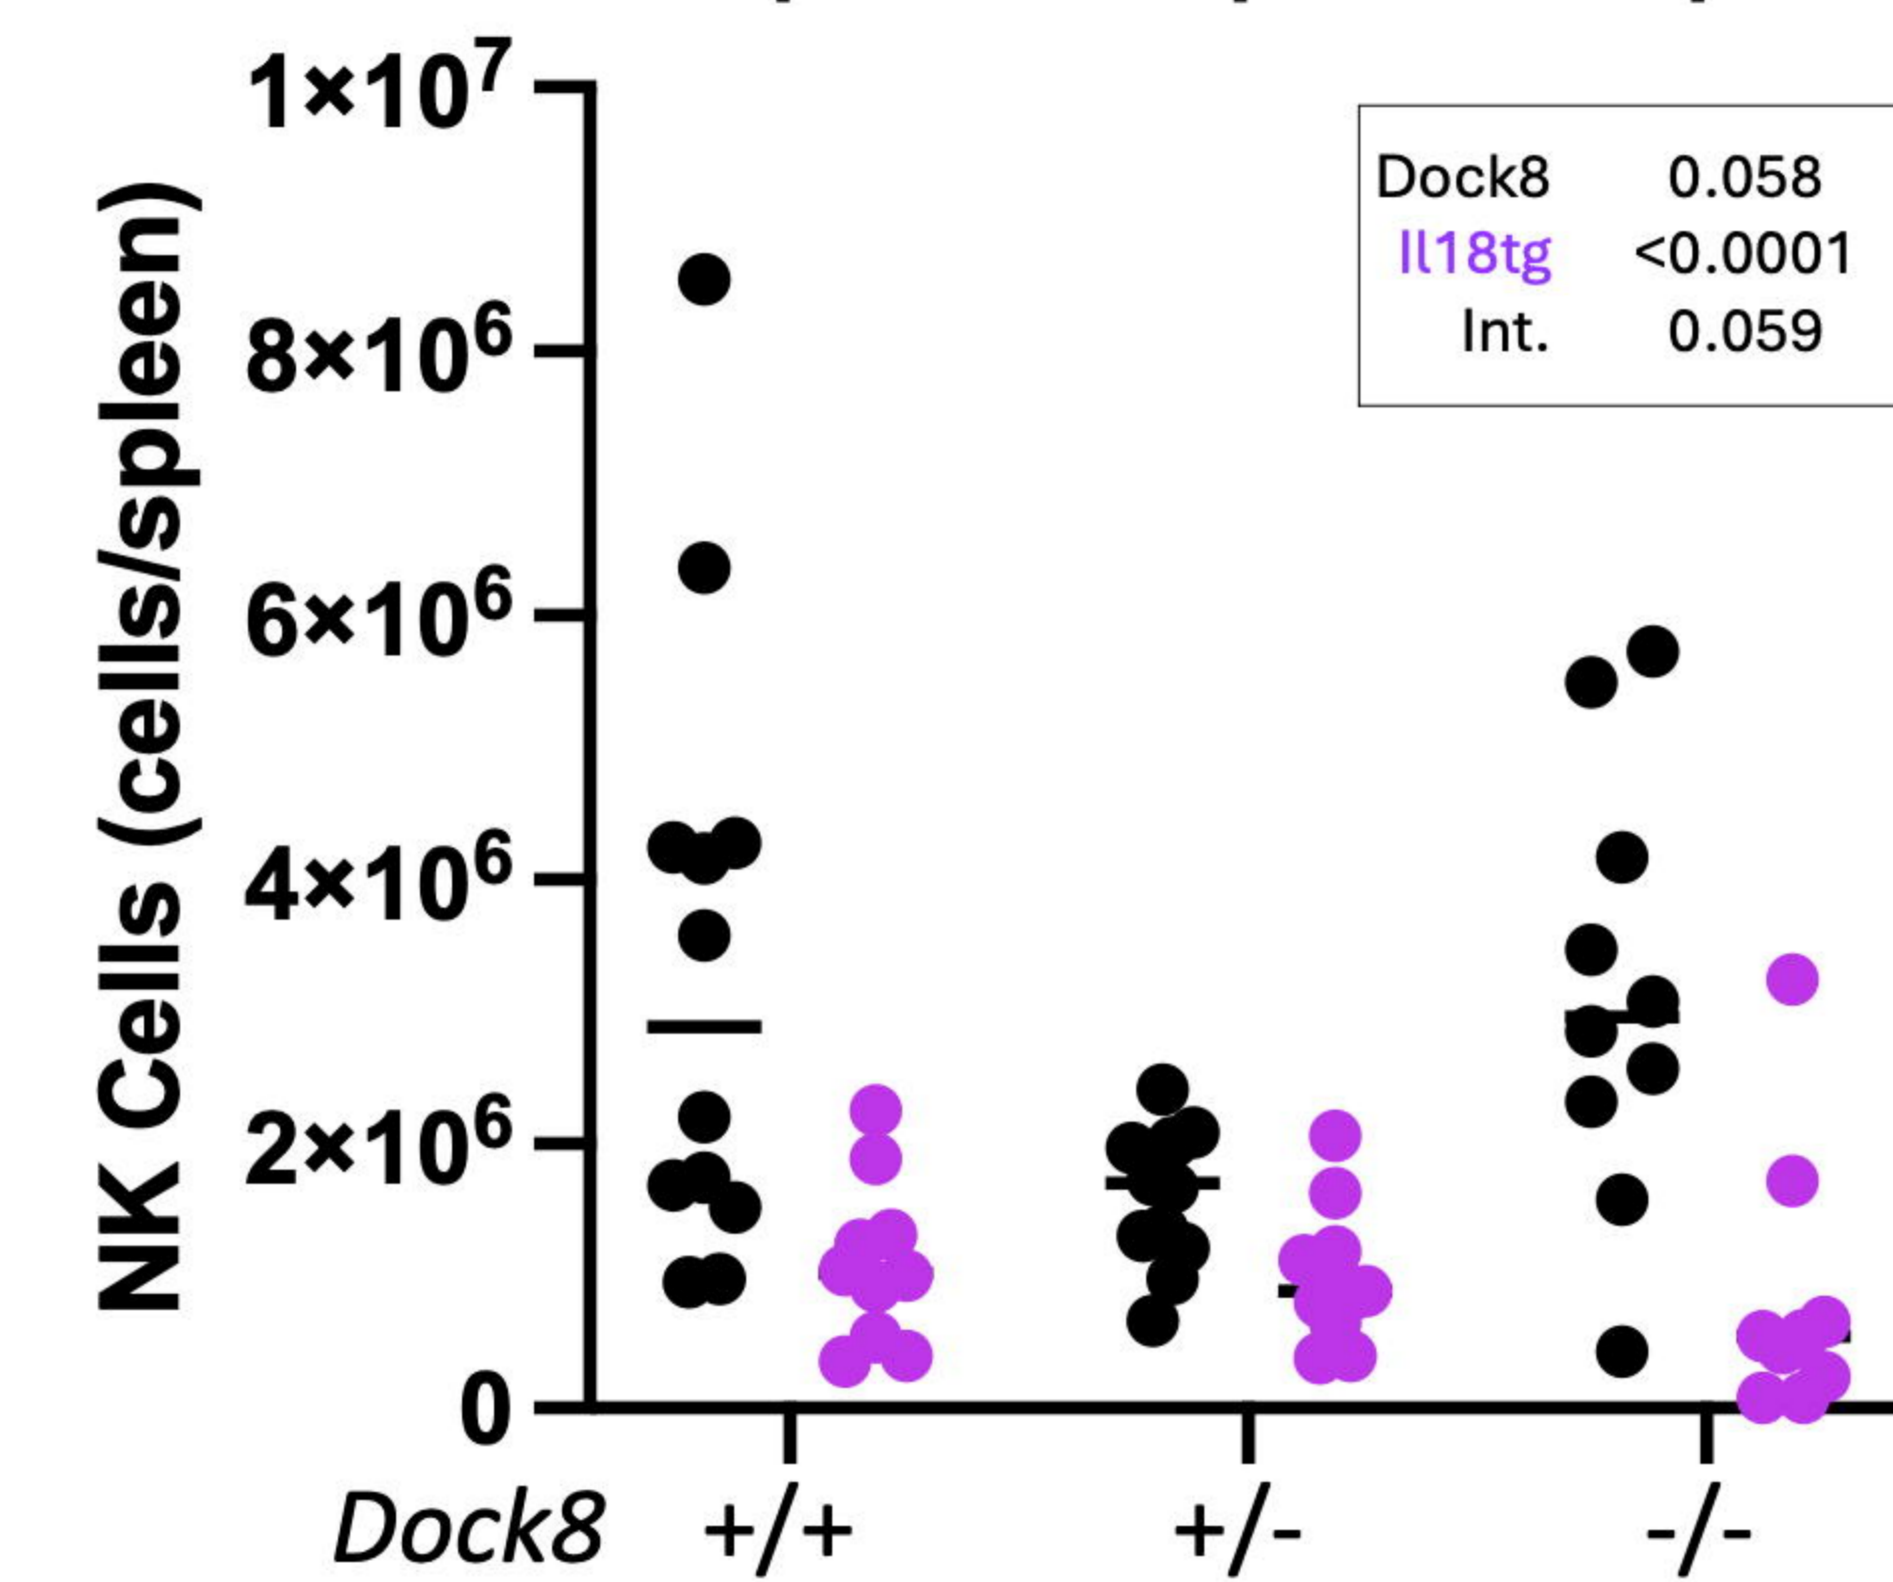 NK Cells (cells/spleen)
1×10⁷
8×10⁶
6×10⁶
4×10⁶
2×10⁶
0
Dock8 0.058
Il18tg <0.0001
Int. 0.059
Dock8 +/+ +/- -/-